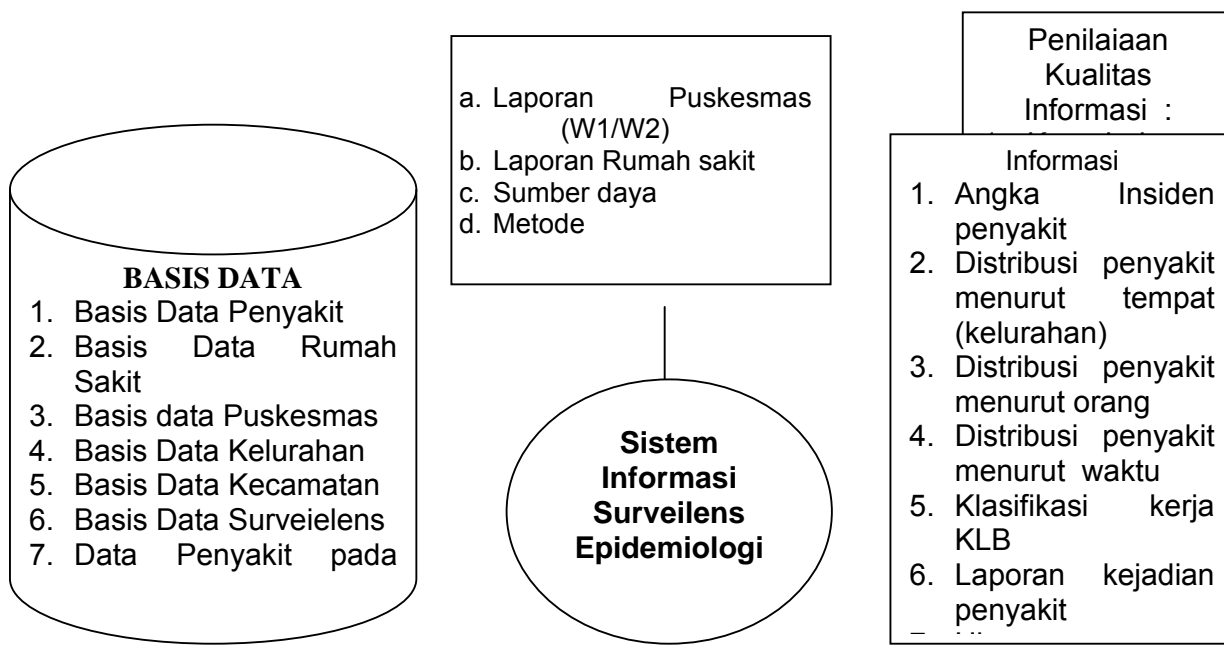 BASIS DATA
1. Basis Data Penyakit
2. Basis Data Rumah
Sakit
3. Basis data Puskesmas
4. Basis Data Kelurahan
5. Basis Data Kecamatan
6. Basis Data Surveielens
7. Data Penyakit pada
a. Laporan Puskesmas
(W1/W2)
b. Laporan Rumah sakit
c. Sumber daya
d. Metode
Sistem
Informasi
Surveilens
Epidemiologi
Penilaiaan
Kualitas
Informasi :
Informasi
1. Angka Insiden
penyakit
2. Distribusi penyakit
menurut tempat
(kelurahan)
3. Distribusi penyakit
menurut orang
4. Distribusi penyakit
menurut waktu
5. Klasifikasi kerja
KLB
6. Laporan kejadian
penyakit